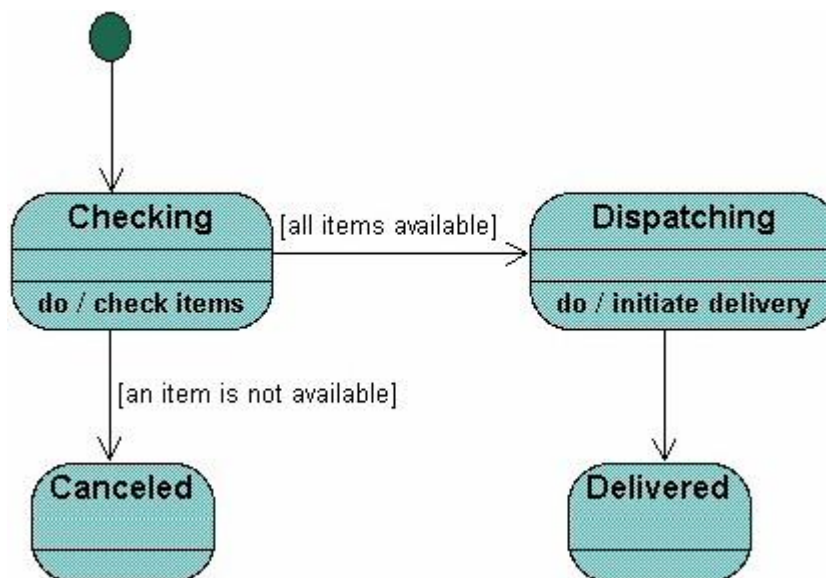 Checking
[all items available]
Dispatching
do / check items
do / initiate delivery
[an item is not available]
Canceled
Delivered